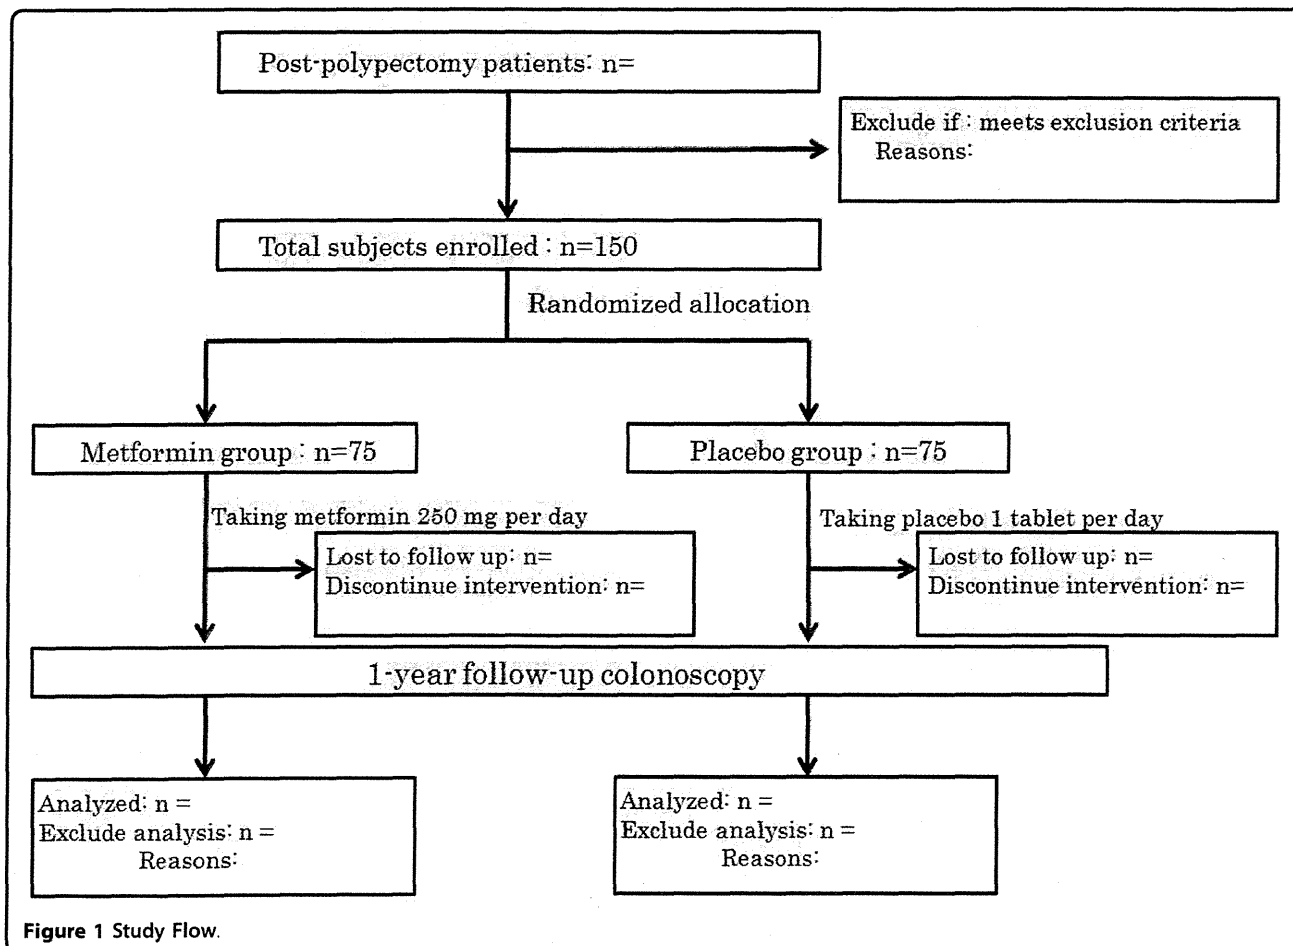 Post-polypectomy patients: n=
Exclude if : meets exclusion criteria
Reasons:
Total subjects enrolled : n=150
Randomized allocation
Metformin group : n=75
Placebo group : n=75
Taking metformin 250 mg per day
Taking placebo 1 tablet per day
Lost to follow up: n=
Discontinue intervention: n=
Lost to follow up: n=
Discontinue intervention: n=
1-year follow-up colonoscopy
Analyzed: n =
Exclude analysis: n =
Reasons:
Analyzed: n =
Exclude analysis: n =
Reasons:
Figure 1 Study Flow.